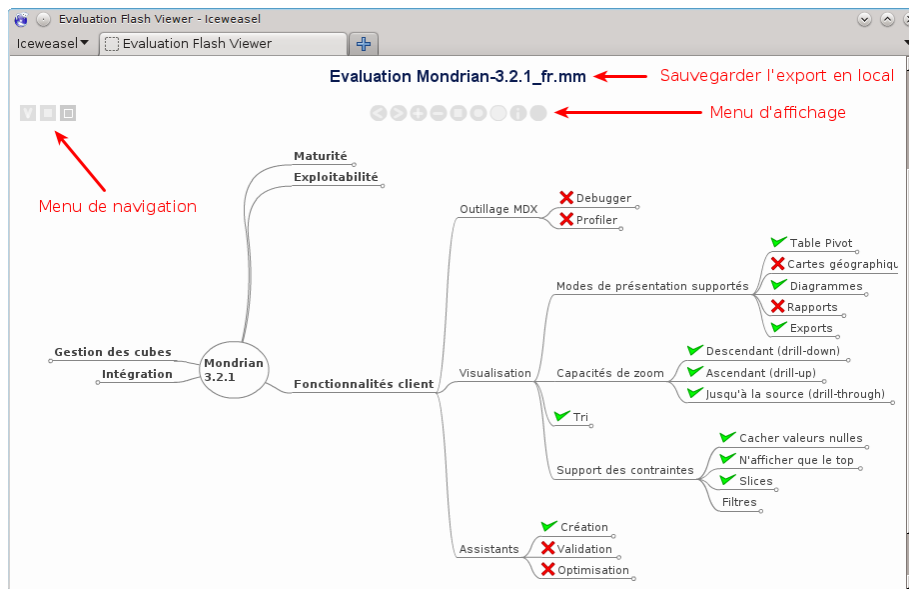 Evaluation Flash Viewer - Iceweasel
Iceweasel
Evaluation Flash Viewer
Evaluation Mondrian-3.2.1_fr.mm
Sauvegarder l'export en local
V
i
Menu d'affichage
Menu de navigation
Maturité
Exploitabilité
Gestion des cubes
Intégration
Mondrian
3.2.1
Fonctionnalités client
Outillage MDX
Debugger
Profiler
Visualisation
Modes de présentation supportés
Table Pivot
Cartes géographiqu
Diagrammes
Rapports
Exports
Capacités de zoom
Descendant (drill-down)
Ascendant (drill-up)
Jusqu'à la source (drill-through)
Tri
Support des contraintes
Cacher valeurs nulles
N'afficher que le top
Slices
Filtres
Assistants
Création
Validation
Optimisation